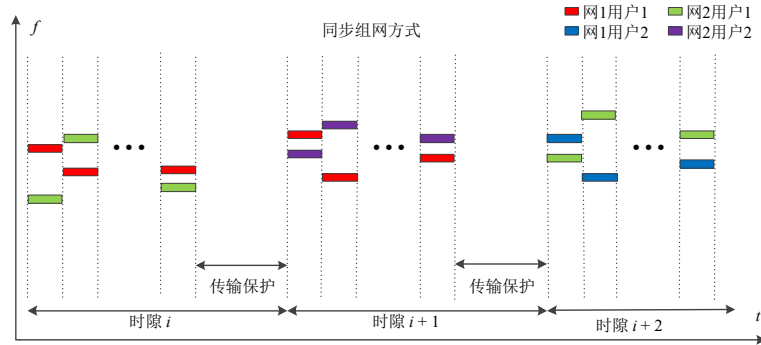 f
同步组网方式
网1用户1 网2用户1
网1用户2 网2用户2
传输保护 传输保护
时隙 i 时隙 i + 1 时隙 i + 2
t